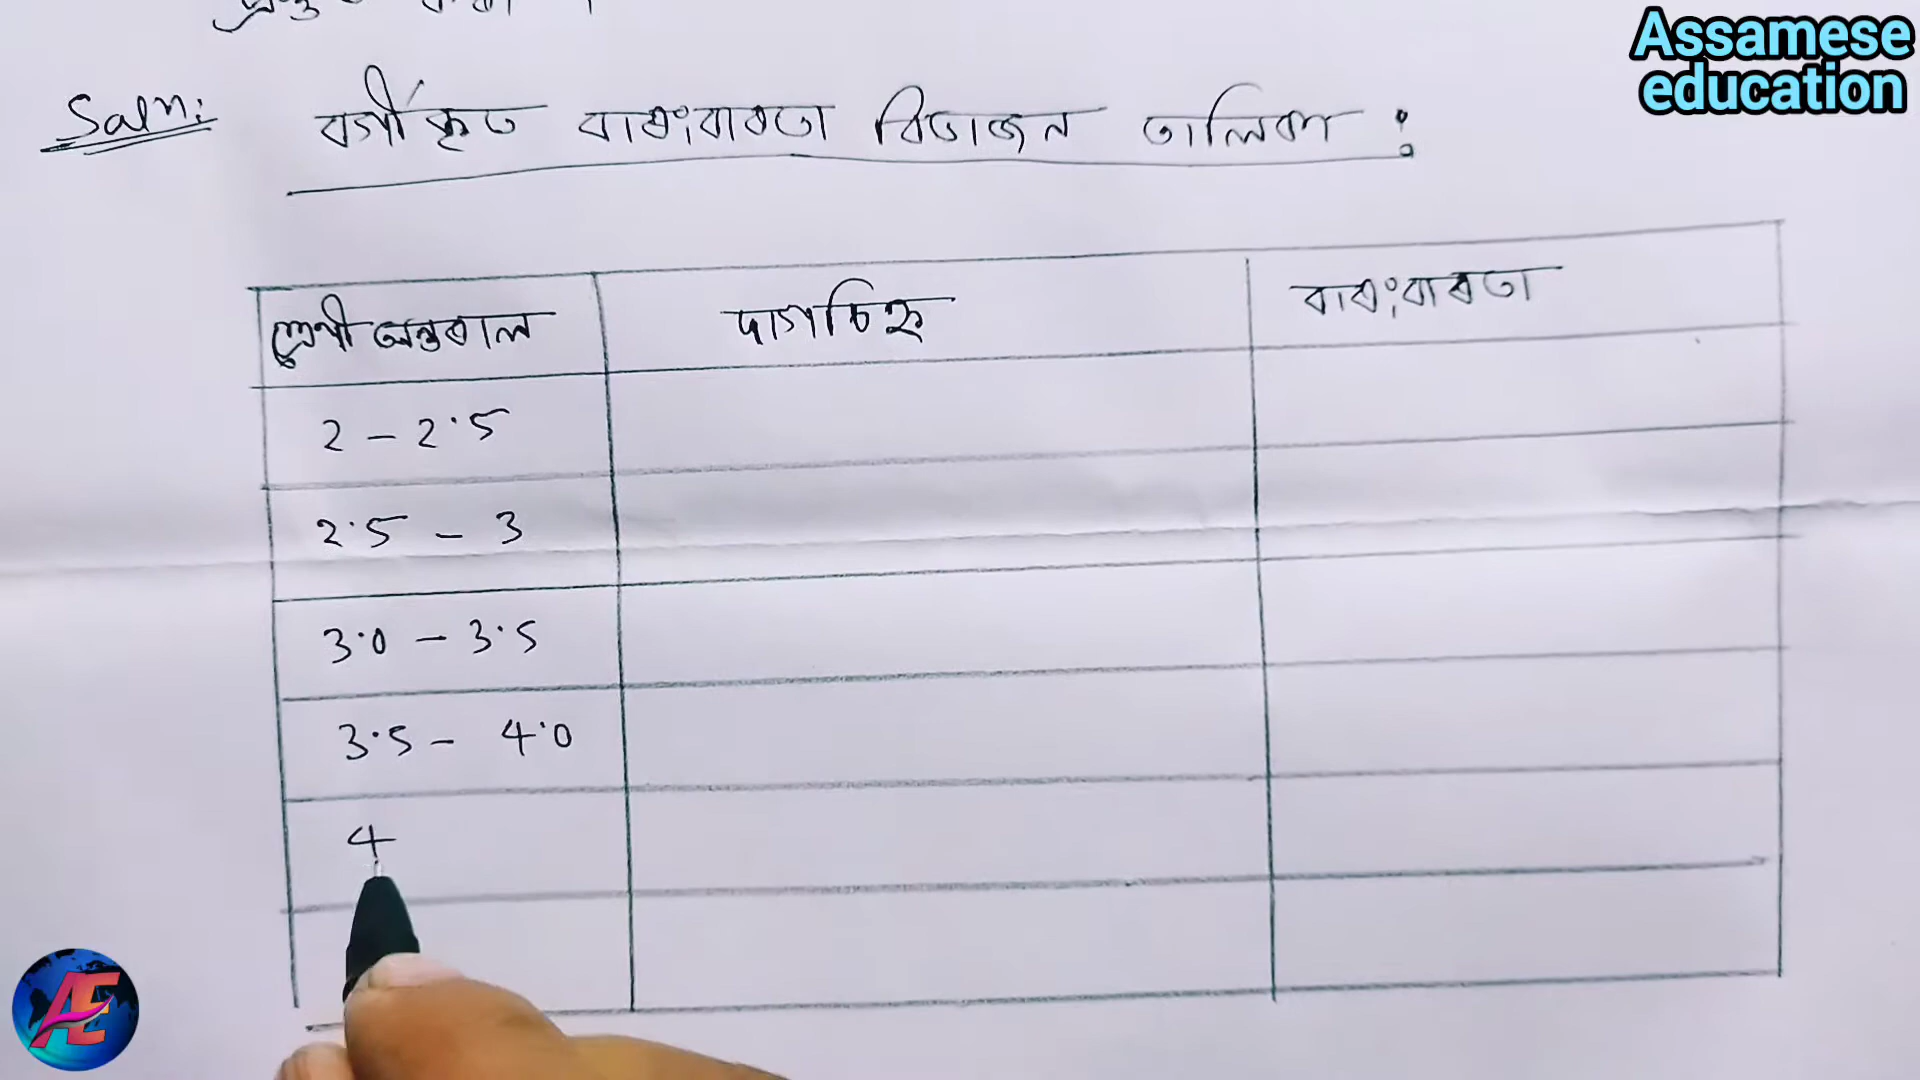 Assamese
education
Soln:
বৰ্গীকৃত বাৰংবাৰতা বিভাজন তালিকা :
শ্ৰেণী অন্তৰাল দাগচিহ্ন বাৰংবাৰতা
2 - 2.5
2.5 - 3
3.0 - 3.5
3.5 - 4.0
4
AE